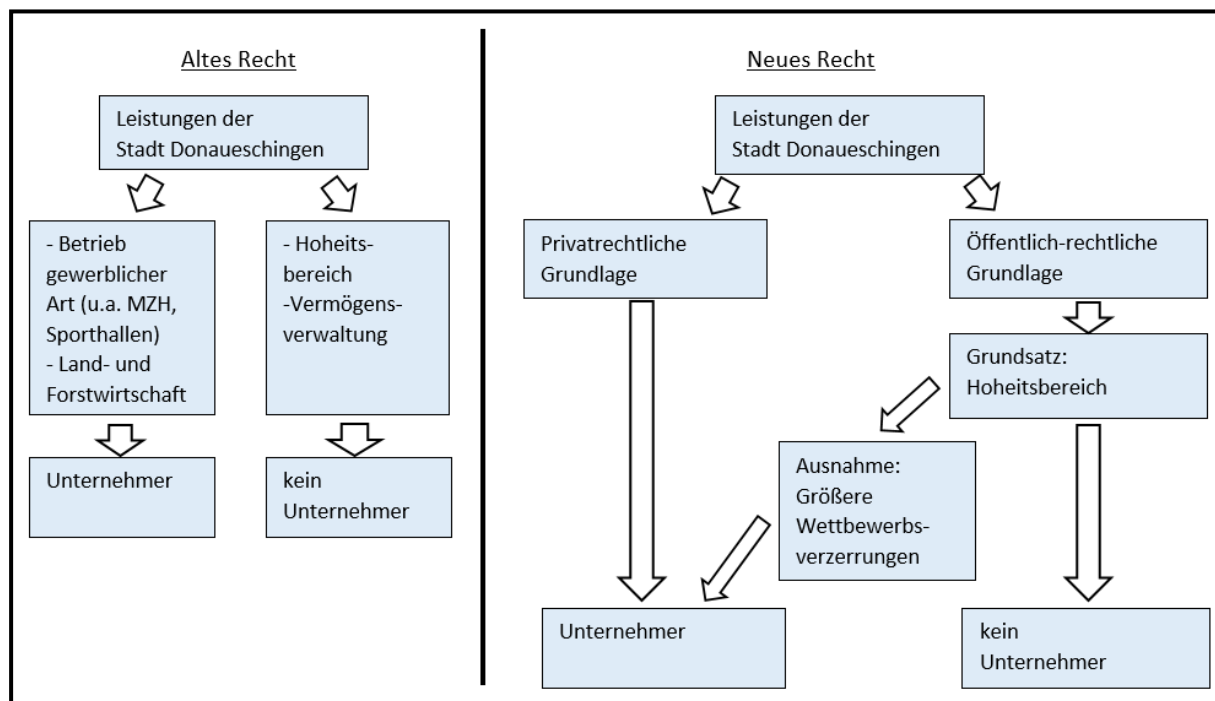 Altes Recht
Leistungen der
Stadt Donaueschingen
- Betrieb
gewerblicher
Art (u.a. MZH,
Sporthallen)
- Land- und
Forstwirtschaft
- Hoheits-
bereich
-Vermögens-
verwaltung
Unternehmer
kein
Unternehmer
Neues Recht
Leistungen der
Stadt Donaueschingen
Privatrechtliche
Grundlage
Öffentlich-rechtliche
Grundlage
Grundsatz:
Hoheitsbereich
Ausnahme:
Größere
Wettbewerbs-
verzerrungen
Unternehmer
kein
Unternehmer